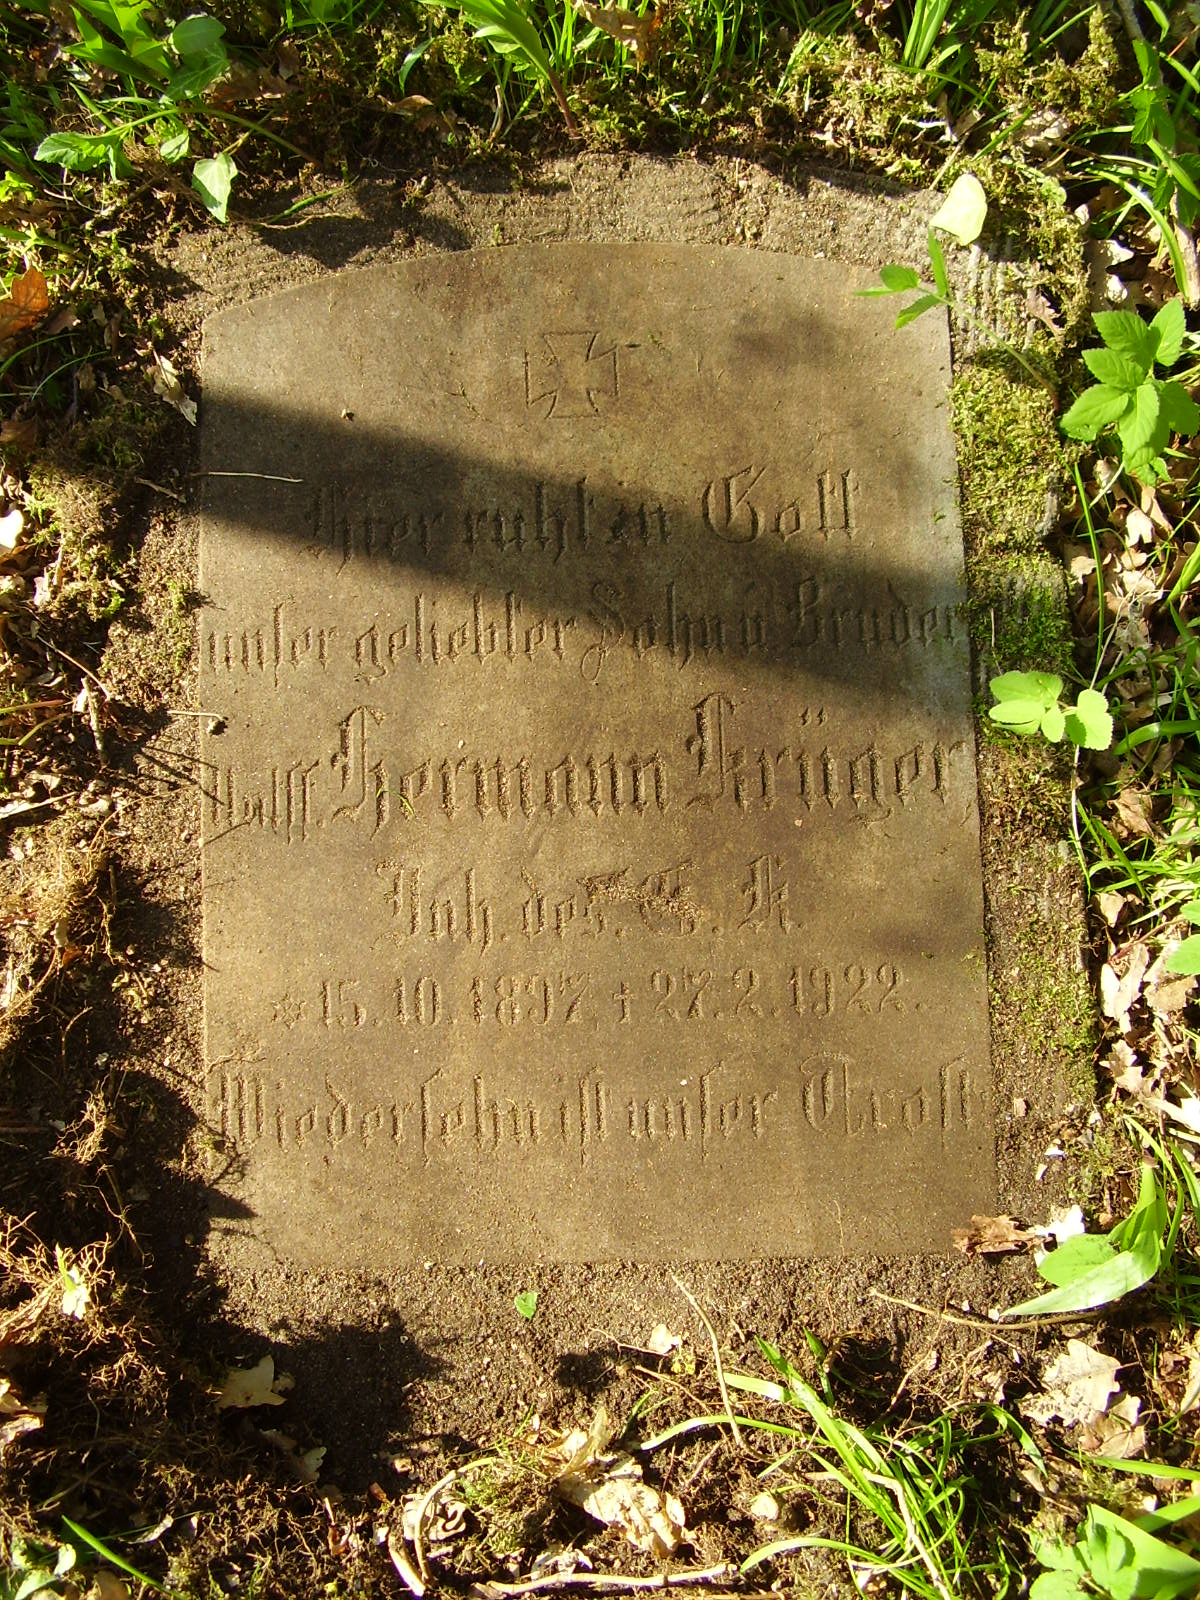 Hier ruht in Gott
unser geliebter Sohn u. Bruder
Hermann Krüger,
Inh. des. E. K.
* 15. 10. 1897 † 27. 2. 1922.
Wiedersehn ist unser Trost.